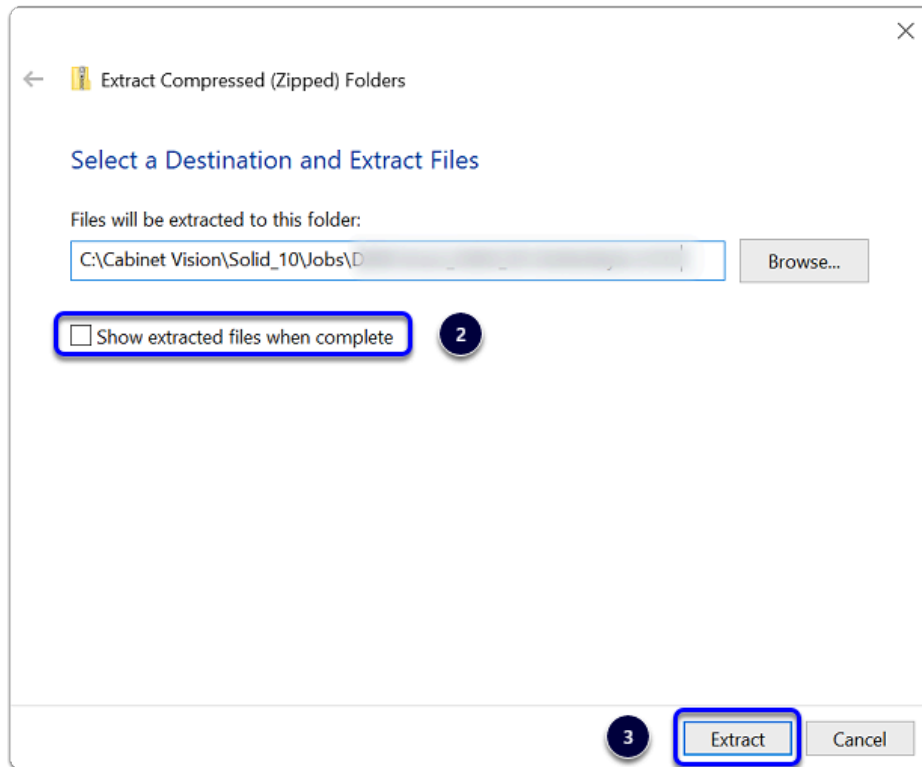 Extract Compressed (Zipped) Folders
Select a Destination and Extract Files
Files will be extracted to this folder:
C:\Cabinet Vision\Solid_10\Jobs\D
Browse...
Show extracted files when complete
2
3
Extract
Cancel